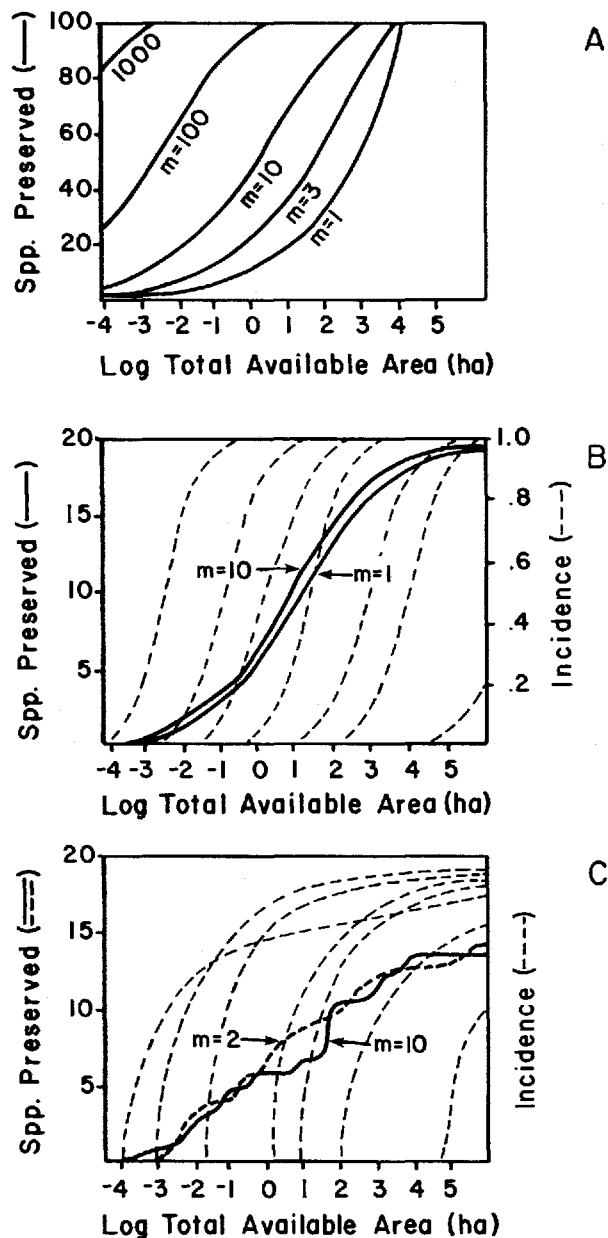 A
Spp. Preserved (—)
100
80
60
40
20
1000
m=100
m=10
m=3
m=1
-4 -3 -2 -1 0 1 2 3 4 5
Log Total Available Area (ha)
B
Spp. Preserved (—)
20
15
10
5
m=10
m=1
1.0
.8
.6
.4
.2
Incidence (---)
-4 -3 -2 -1 0 1 2 3 4 5
Log Total Available Area (ha)
C
Spp. Preserved (==)
20
15
10
5
m=2
m=10
Incidence (---)
-4 -3 -2 -1 0 1 2 3 4 5
Log Total Available Area (ha)